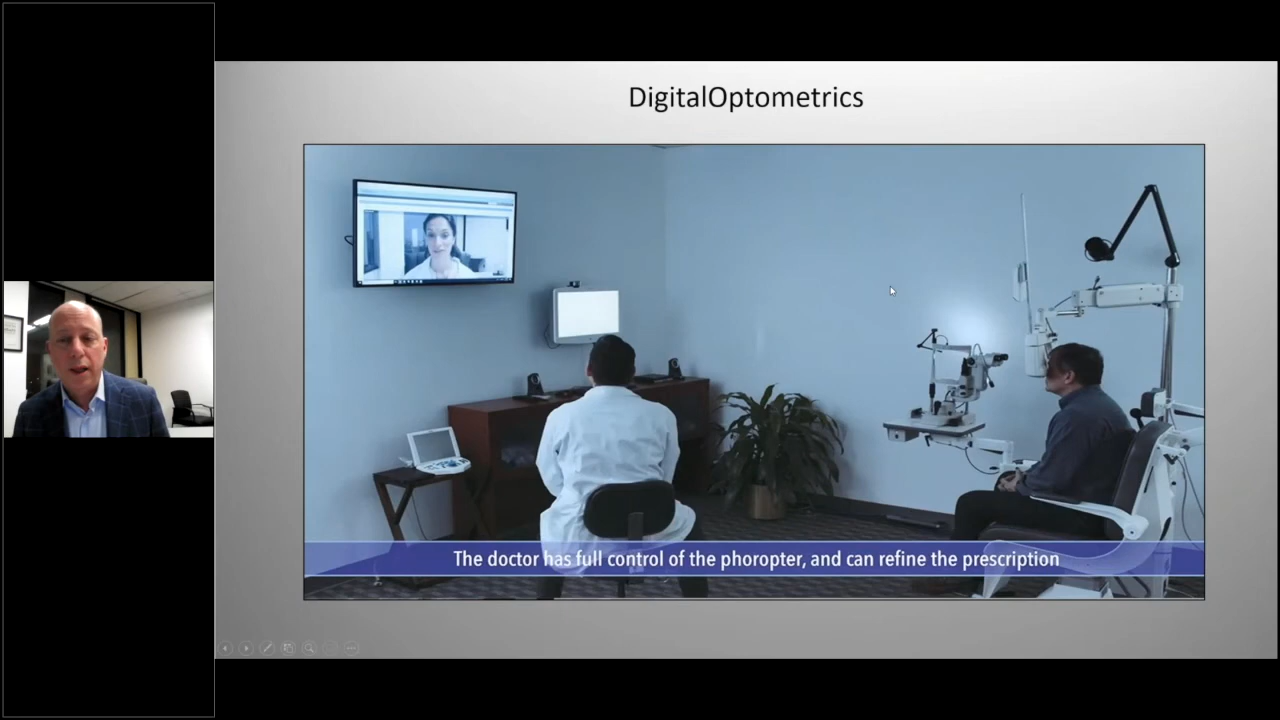 DigitalOptometrics
The doctor has full control of the phoropter, and can refine the prescription